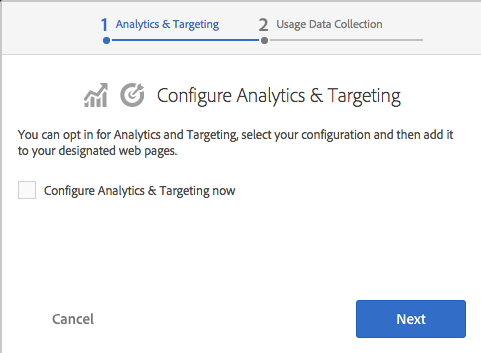 1 Analytics & Targeting 2 Usage Data Collection
Configure Analytics & Targeting
You can opt in for Analytics and Targeting, select your configuration and then add it
to your designated web pages.
Configure Analytics & Targeting now
Cancel Next